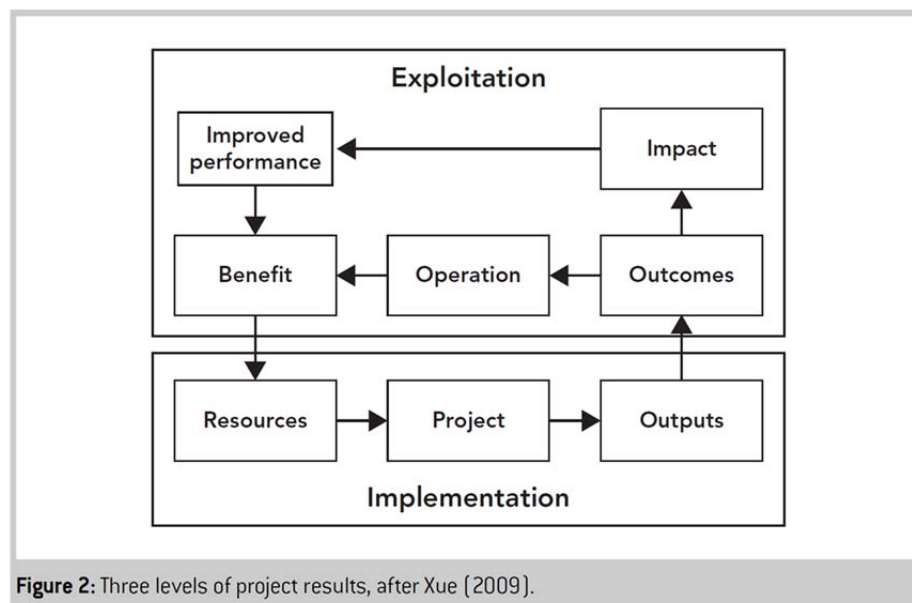 Exploitation
Improved
performance
Impact
Benefit
Operation
Outcomes
Resources
Project
Outputs
Implementation
Figure 2: Three levels of project results, after Xue (2009).